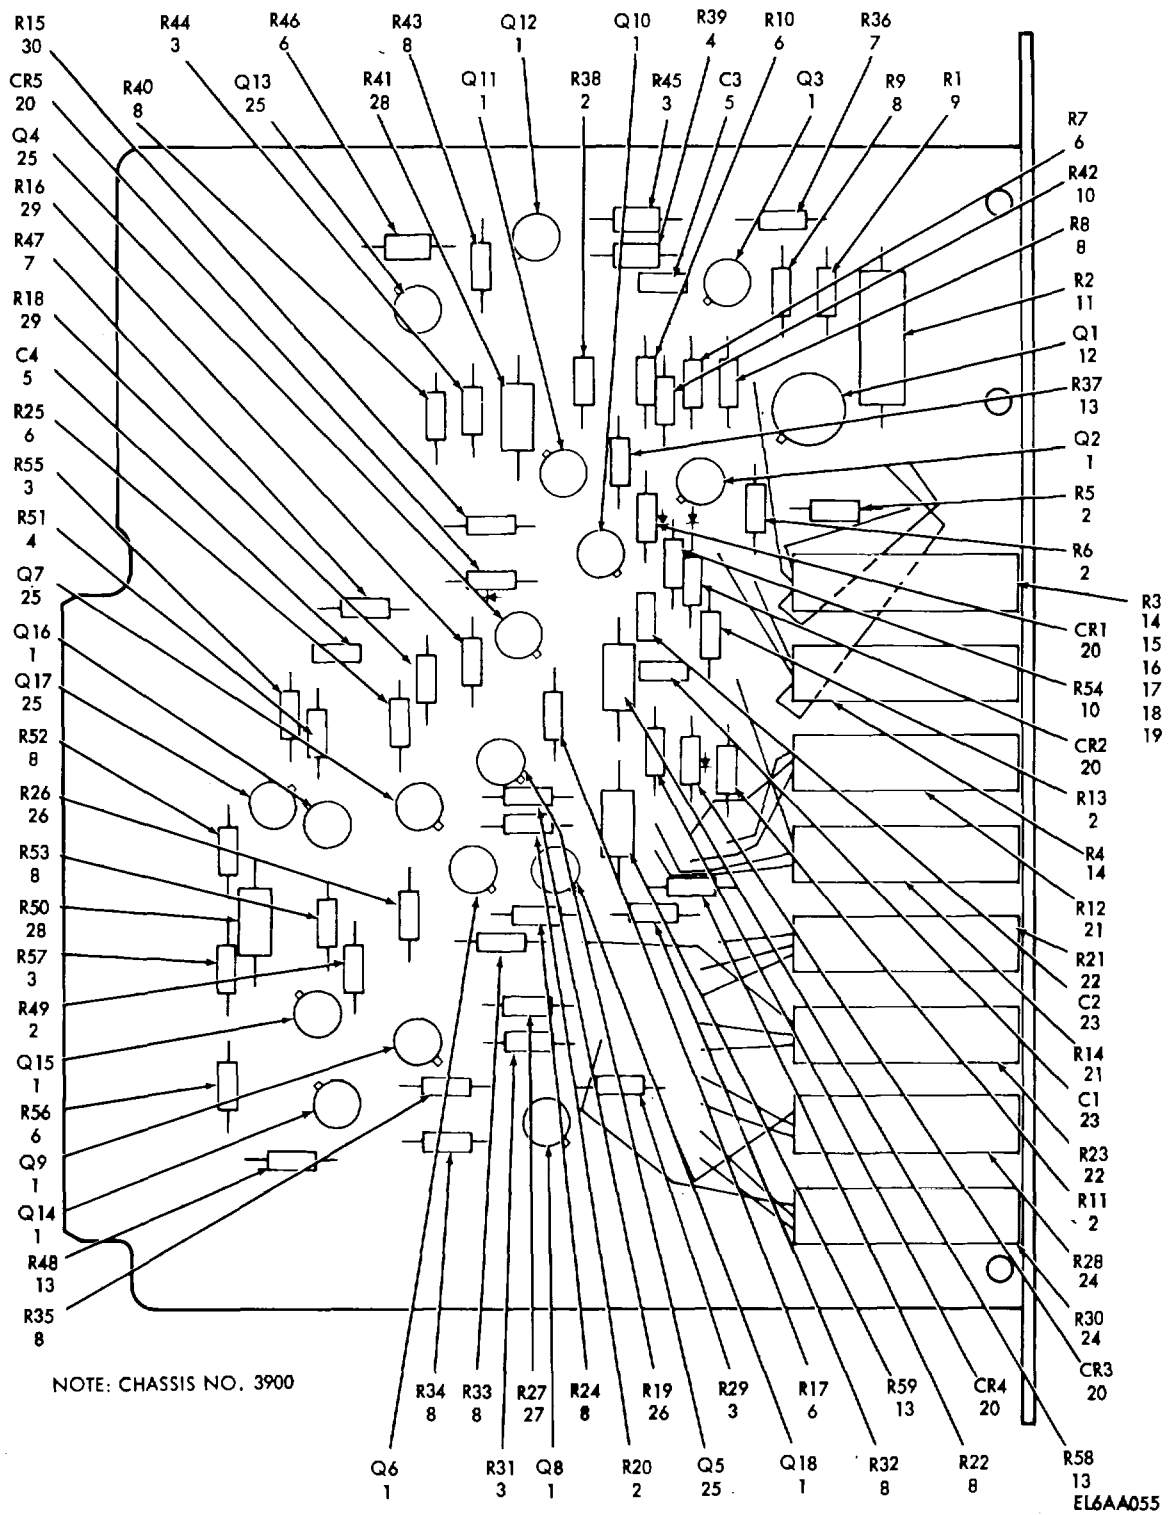 R15
30
R44
3
R46
6
R43
8
Q12
1
Q10
1
R39
4
R10
6
R36
7
CR5
20
R40
8
Q13
25
R41
28
Q11
1
R38
2
R45
3
C3
5
Q3
1
R9
8
R1
9
Q4
25
R16
29
R47
7
R18
29
C4
5
R25
6
R55
3
R51
4
Q7
25
Q16
1
Q17
25
R52
8
R26
26
R53
8
R50
28
R57
3
R49
2
Q15
1
R56
6
Q9
1
Q14
1
R48
13
R35
8
R7
6
R42
10
R8
8
R2
11
Q1
12
R37
13
Q2
1
R5
2
R6
2
R3
14
15
16
17
18
19
CR1
20
R54
10
CR2
20
R13
2
R4
14
R12
21
R21
22
C2
23
R14
21
C1
23
R23
22
R11
2
R28
24
R30
24
CR3
20
NOTE: CHASSIS NO. 3900
R34
8
R33
8
R27
27
R24
8
R19
26
R29
3
R17
6
R59
13
CR4
20
Q6
1
R31
3
Q8
1
R20
2
Q5
25
Q18
1
R32
8
R22
8
R58
13
EL6AA055